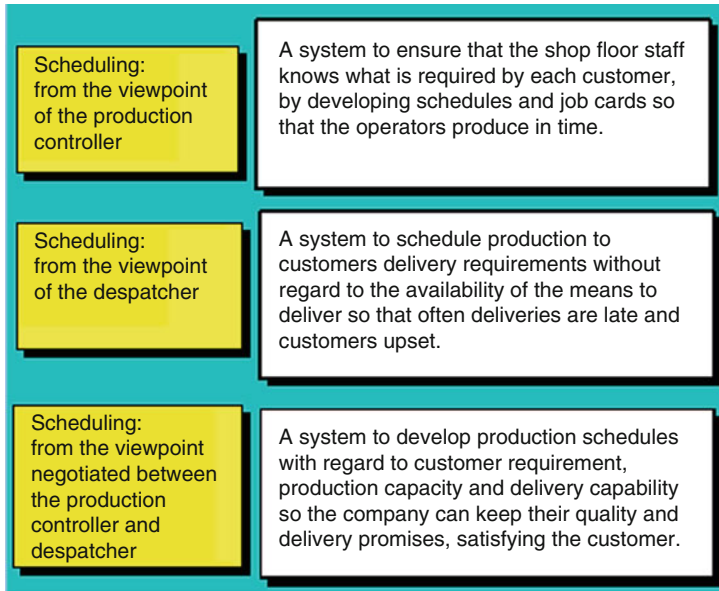 Scheduling:
from the viewpoint
of the production
controller
A system to ensure that the shop floor staff
knows what is required by each customer,
by developing schedules and job cards so
that the operators produce in time.
Scheduling:
from the viewpoint
of the despatcher
A system to schedule production to
customers delivery requirements without
regard to the availability of the means to
deliver so that often deliveries are late and
customers upset.
Scheduling:
from the viewpoint
negotiated between
the production
controller and
despatcher
A system to develop production schedules
with regard to customer requirement,
production capacity and delivery capability
so the company can keep their quality and
delivery promises, satisfying the customer.